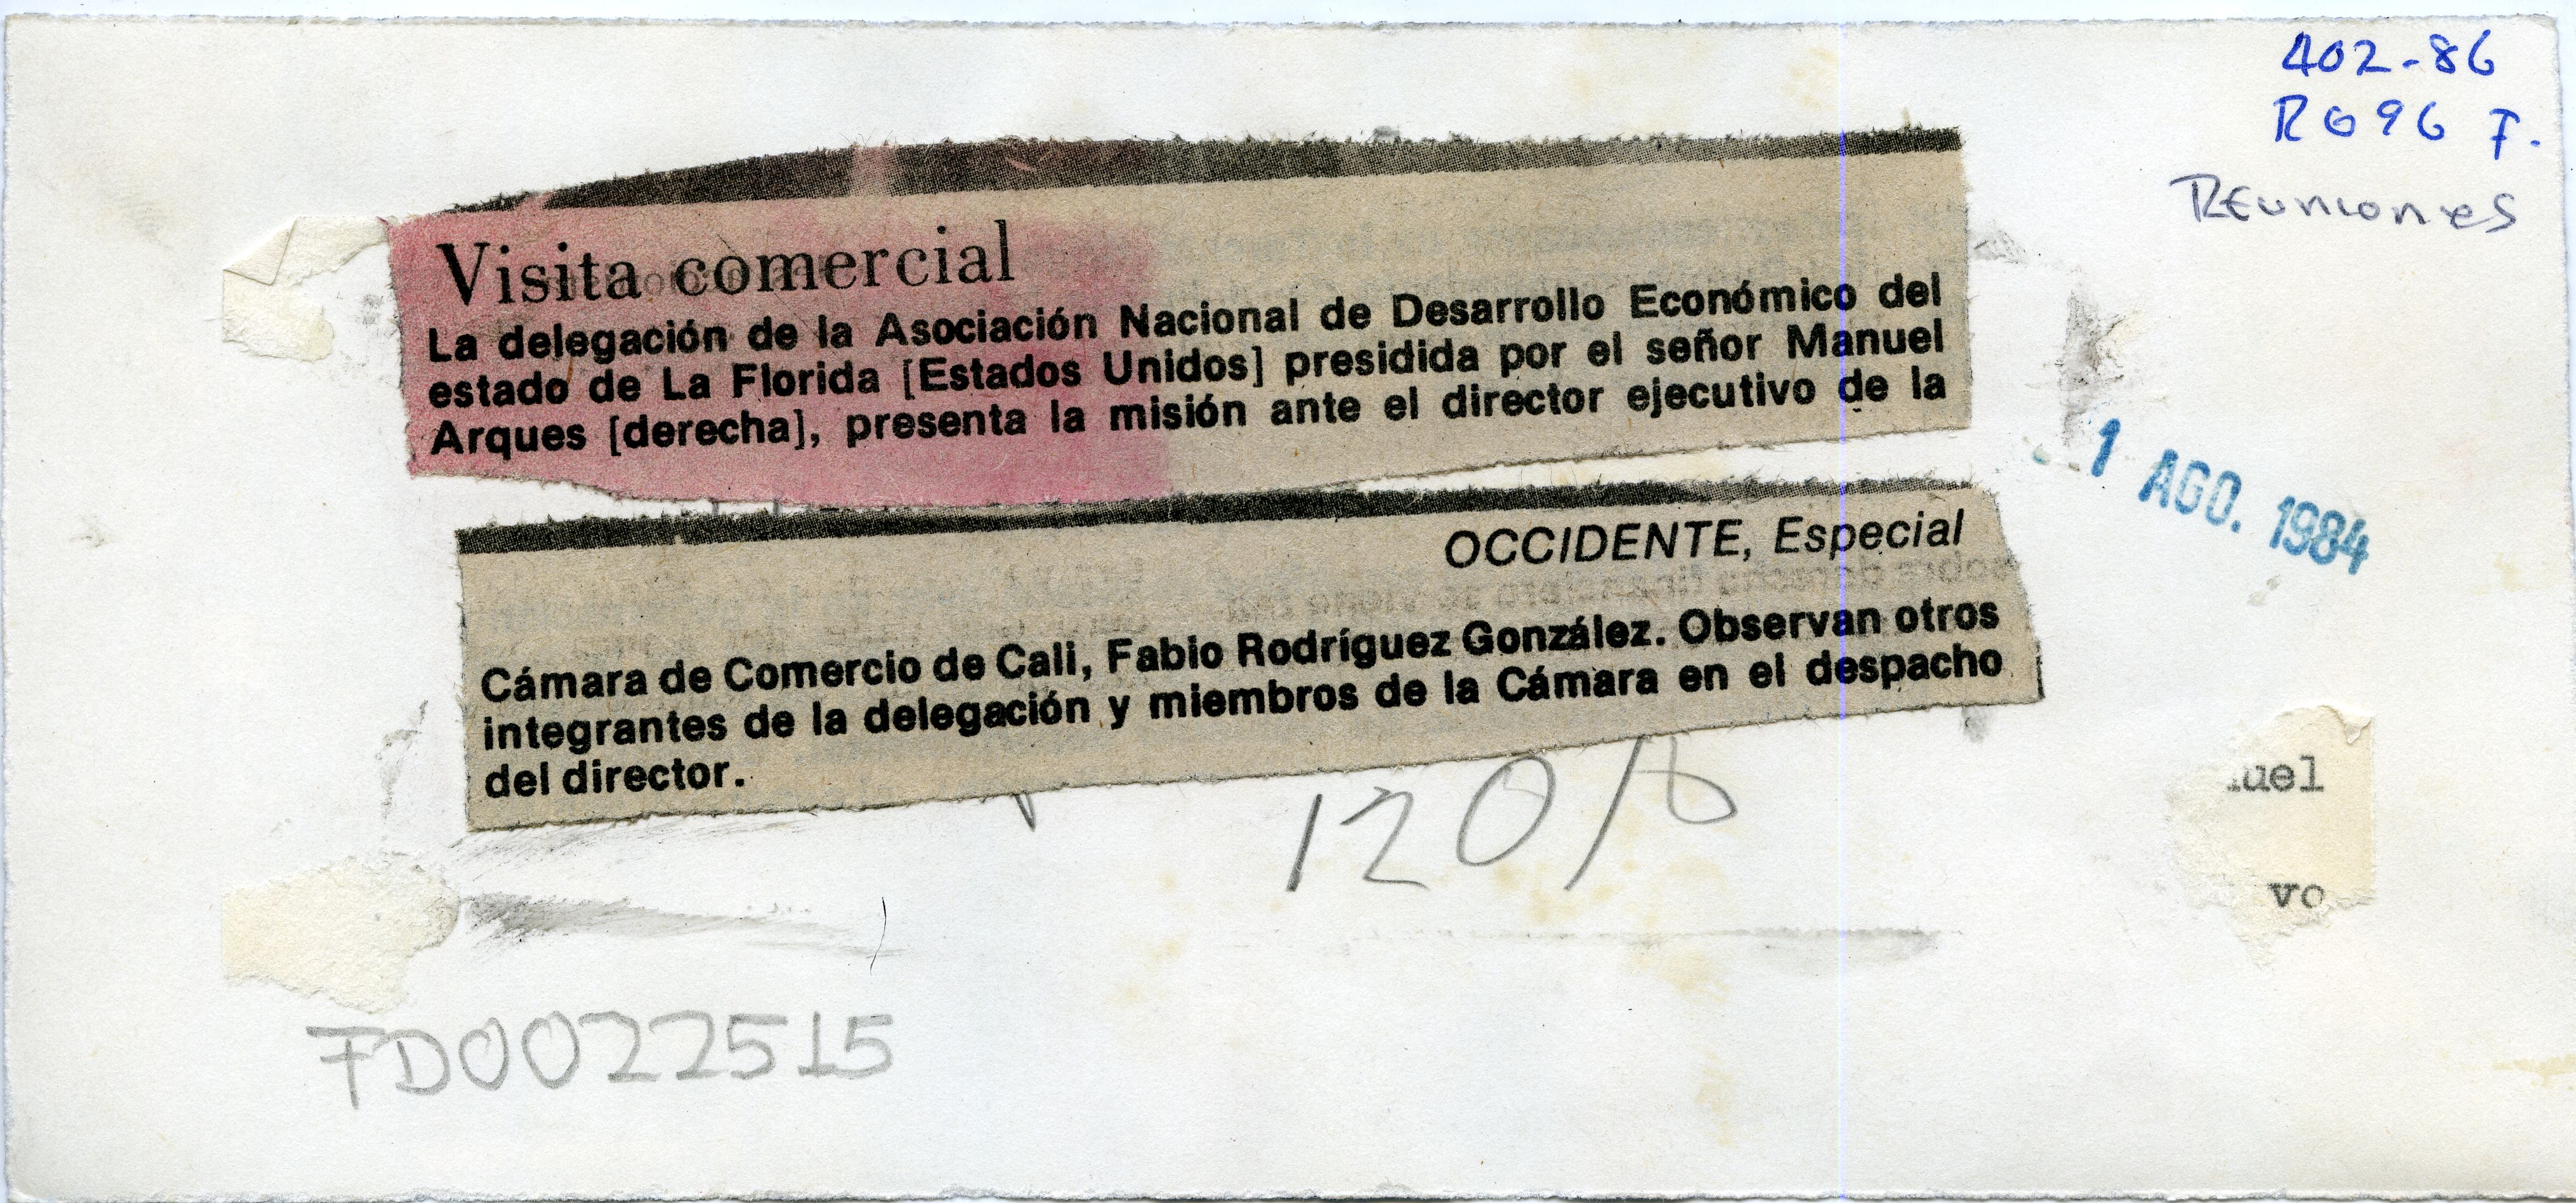 402-86
R696 F.
REuniones
Visita comercial
La delegación de la Asociación Nacional de Desarrollo Económico del
estado de La Florida [Estados Unidos] presidida por el señor Manuel
Arques [derecha], presenta la misión ante el director ejecutivo de la
1 AGO. 1984
OCCIDENTE, Especial
Cámara de Comercio de Cali, Fabio Rodríguez González. Observan otros
integrantes de la delegación y miembros de la Cámara en el despacho
del director.
uel
120/
vo
FD0022515